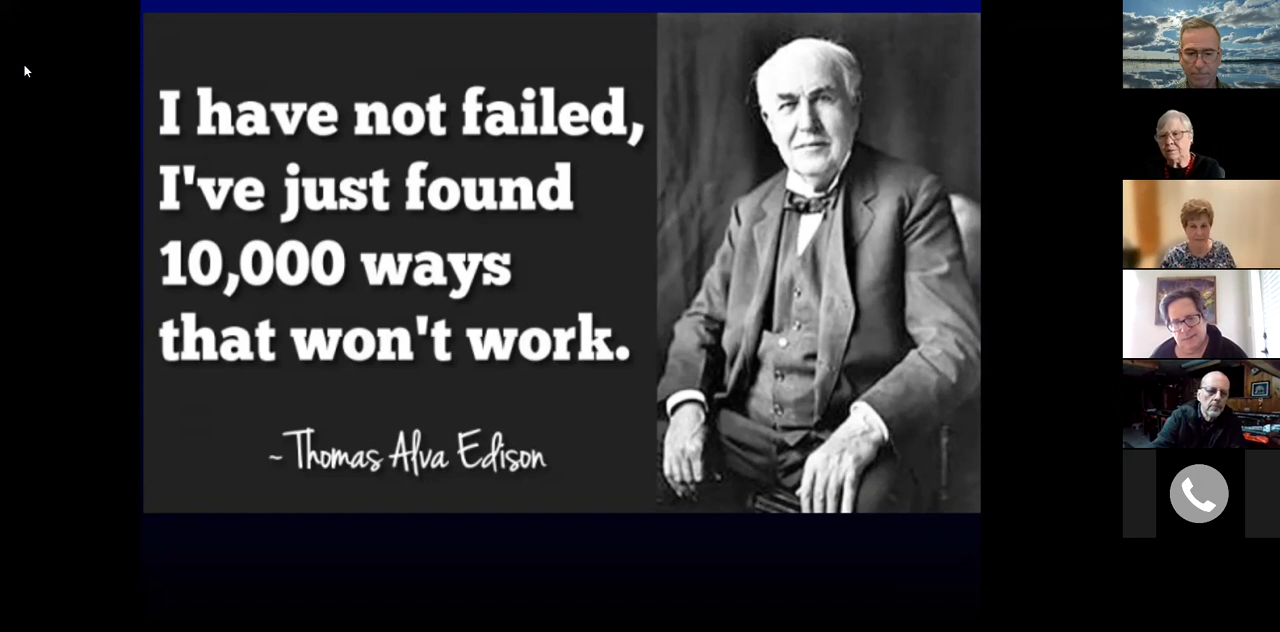 I have not failed,
I've just found
10,000 ways
that won't work.
~ Thomas Alva Edison